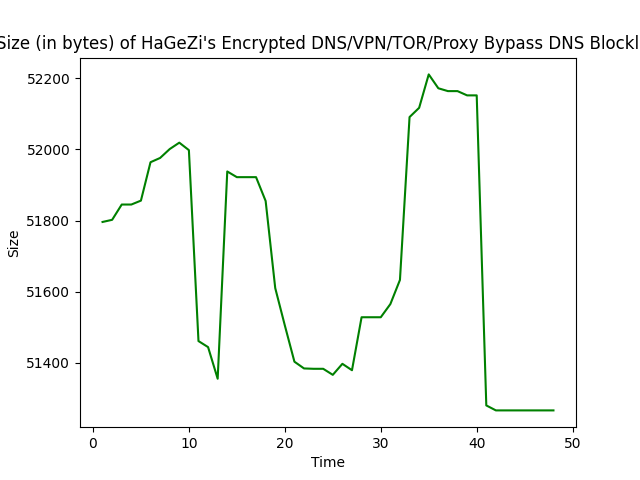 Size (in bytes) of HaGeZi's Encrypted DNS/VPN/TOR/Proxy Bypass DNS Blockl
52200
52000
51800
51600
51400
Size
0 10 20 30 40 50
Time